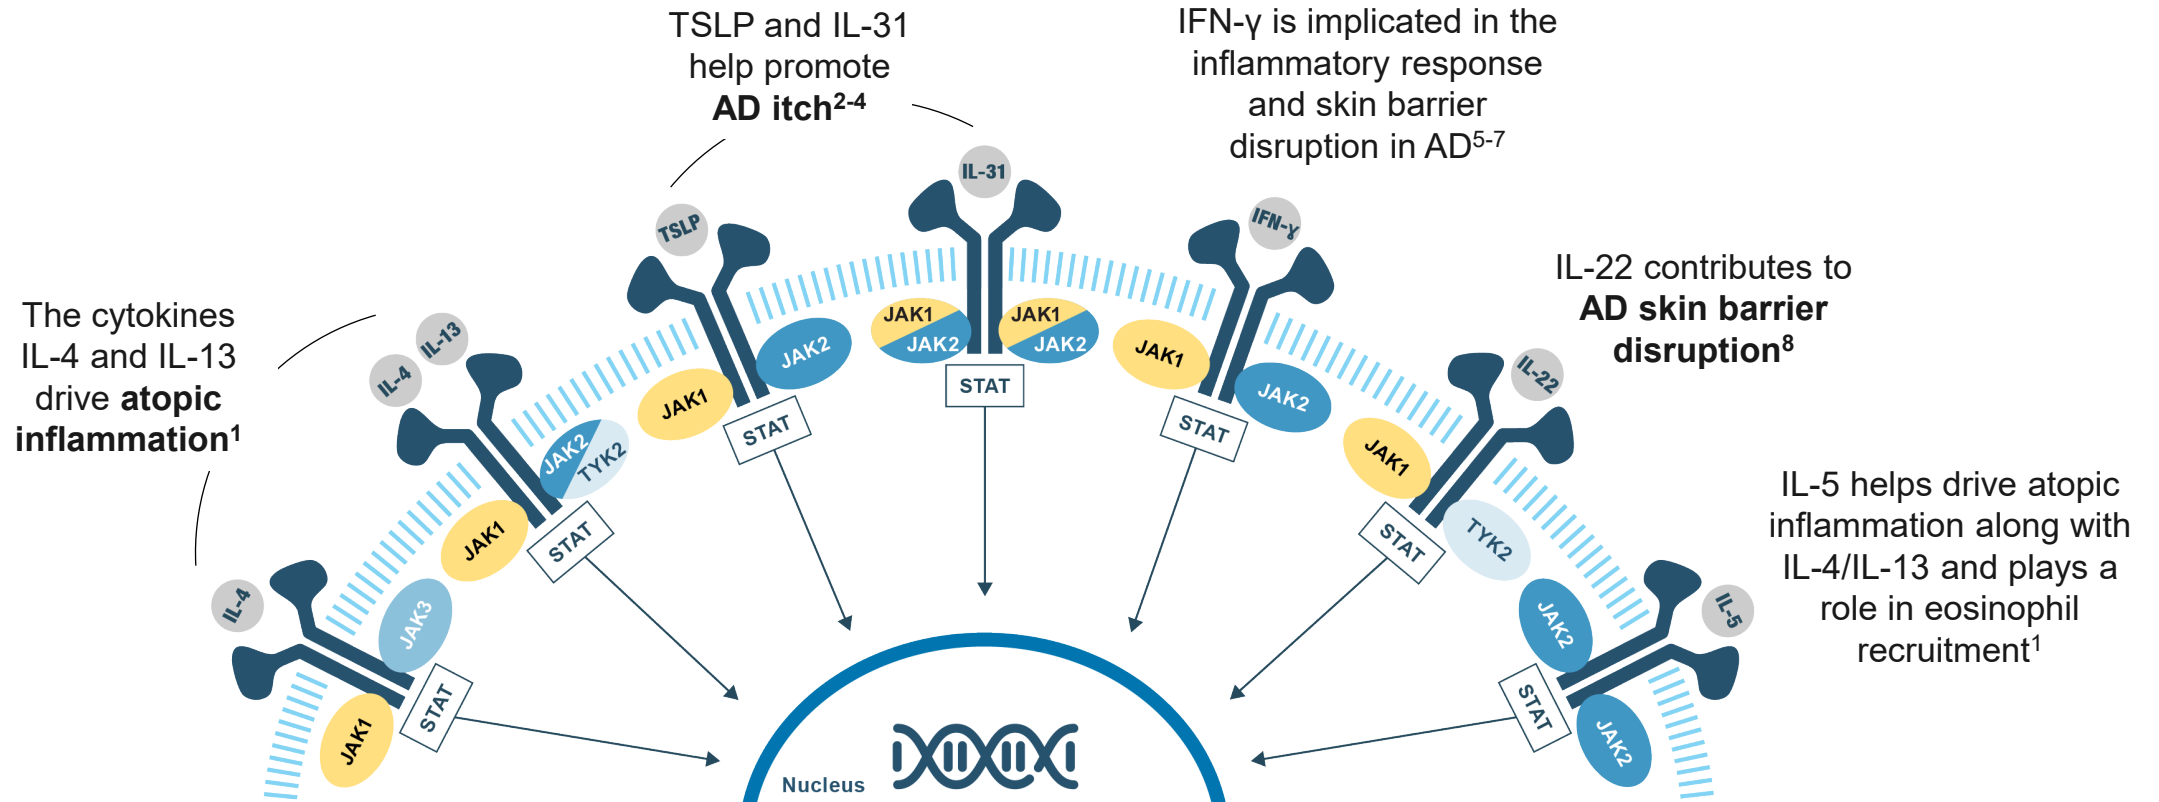 TSLP and IL-31
help promote
AD itch2-4
IFN-γ is implicated in the
inflammatory response
and skin barrier
disruption in AD5-7
IL-22 contributes to
AD skin barrier
disruption8
The cytokines
IL-4 and IL-13
drive atopic
inflammation1
IL-5 helps drive atopic
inflammation along with
IL-4/IL-13 and plays a
role in eosinophil
recruitment1
IL-4
JAK3
JAK1
STAT
IL-4
IL-13
JAK2
TYK2
JAK1
STAT
TSLP
JAK2
JAK1
STAT
IL-31
JAK1
JAK2
JAK1
JAK2
STAT
IFN-γ
JAK1
JAK2
STAT
IL-22
JAK1
TYK2
STAT
IL-5
JAK2
JAK2
STAT
Nucleus